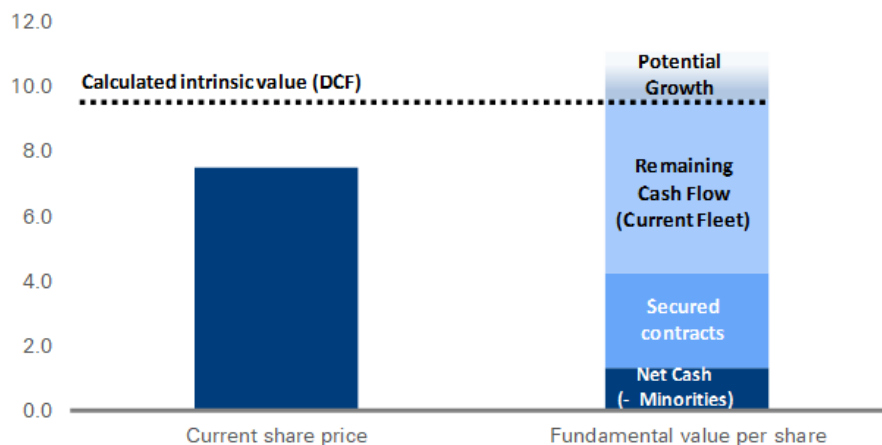 12.0
10.0
8.0
6.0
4.0
2.0
0.0
Calculated intrinsic value (DCF)
Potential
Growth
Remaining
Cash Flow
(Current Fleet)
Secured
contracts
Net Cash
(- Minorities)
Current share price
Fundamental value per share